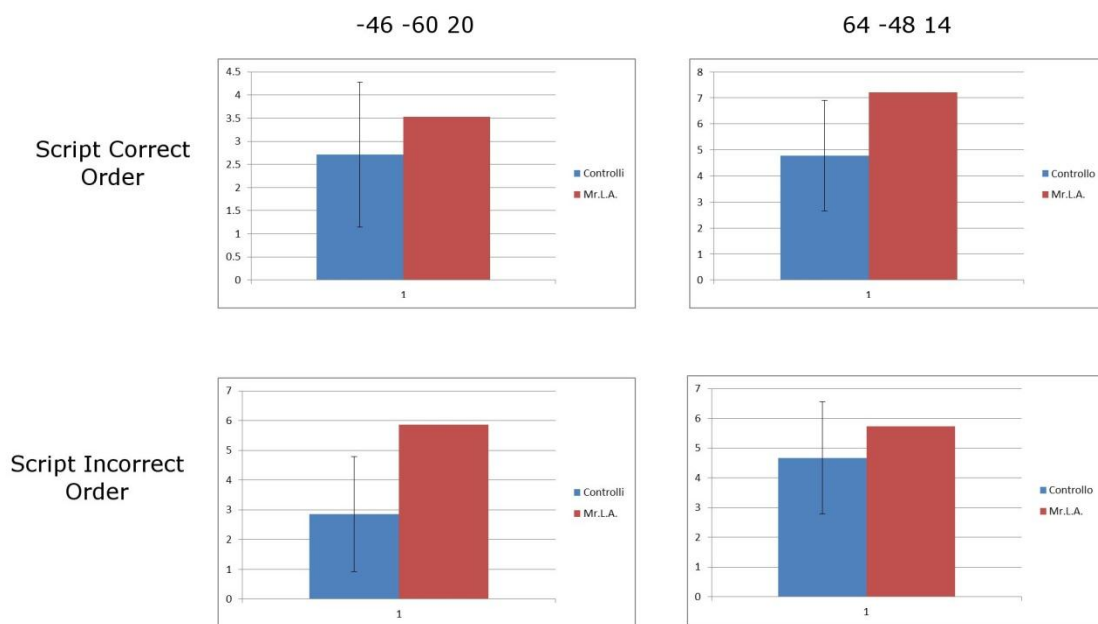 -46 -60 20
64 -48 14
Script Correct
Order
4.5
4
3.5
3
2.5
2
1.5
1
0.5
0
1
Controlli
Mr.L.A.
8
7
6
5
4
3
2
1
0
1
Controllo
Mr.L.A.
Script Incorrect
Order
7
6
5
4
3
2
1
0
1
Controlli
Mr.L.A.
7
6
5
4
3
2
1
0
1
Controllo
Mr.L.A.